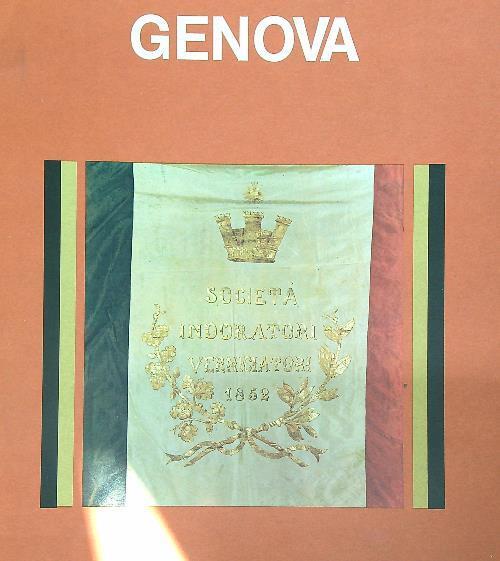 GENOVA
SOCIETÀ
INDORATORI
VERNICIATORI
1852